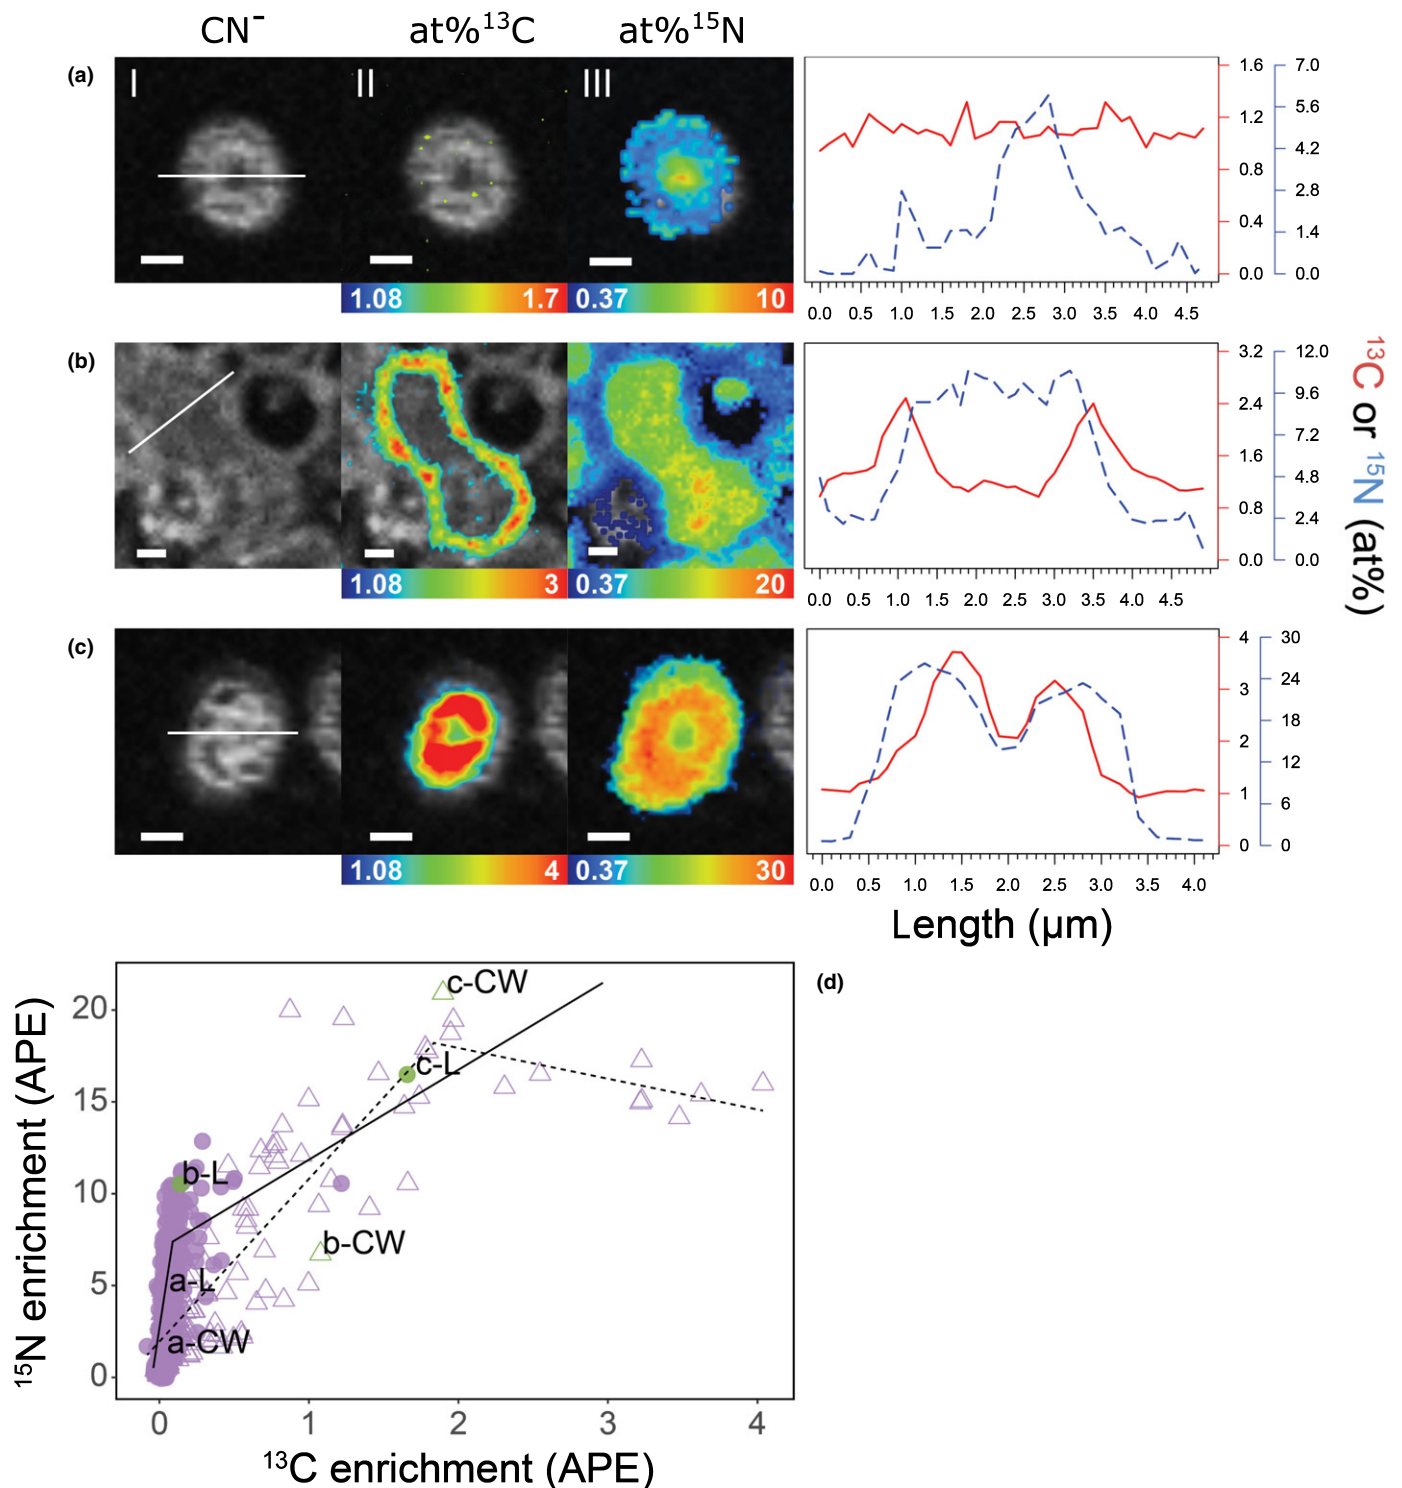 CN⁻ at%¹³C at%¹⁵N
(a) I II III
1.08 1.7 0.37 10
1.6 7.0
1.2 5.6
4.2
0.8 2.8
0.4 1.4
0.0 0.0
0.0 0.5 1.0 1.5 2.0 2.5 3.0 3.5 4.0 4.5
(b)
1.08 3 0.37 20
3.2 12.0
2.4 9.6
7.2
1.6 4.8
0.8 2.4
0.0 0.0
0.0 0.5 1.0 1.5 2.0 2.5 3.0 3.5 4.0 4.5
¹³C or ¹⁵N (at%)
(c)
1.08 4 0.37 30
4 30
3 24
18
2 12
1 6
0 0
0.0 0.5 1.0 1.5 2.0 2.5 3.0 3.5 4.0
Length (µm)
(d)
¹⁵N enrichment (APE)
20
15
10
5
0
c-CW
c-L
b-L
b-CW
a-L
a-CW
0 1 2 3 4
¹³C enrichment (APE)